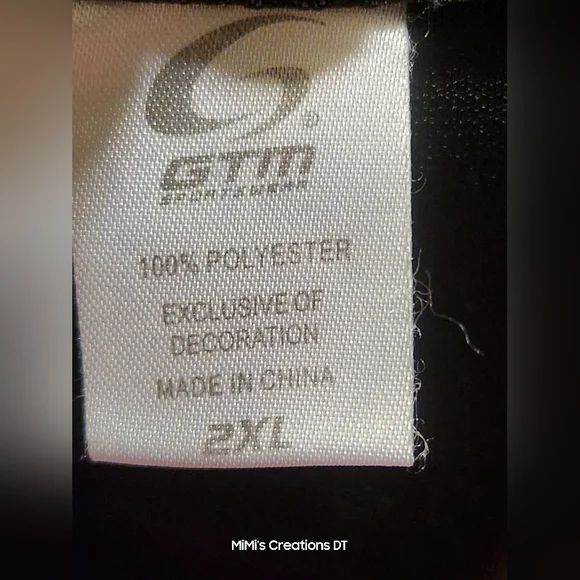 ®
GTM
SPORTSWEAR
100% POLYESTER
EXCLUSIVE OF
DECORATION
MADE IN CHINA
2XL
MiMi's Creations DT